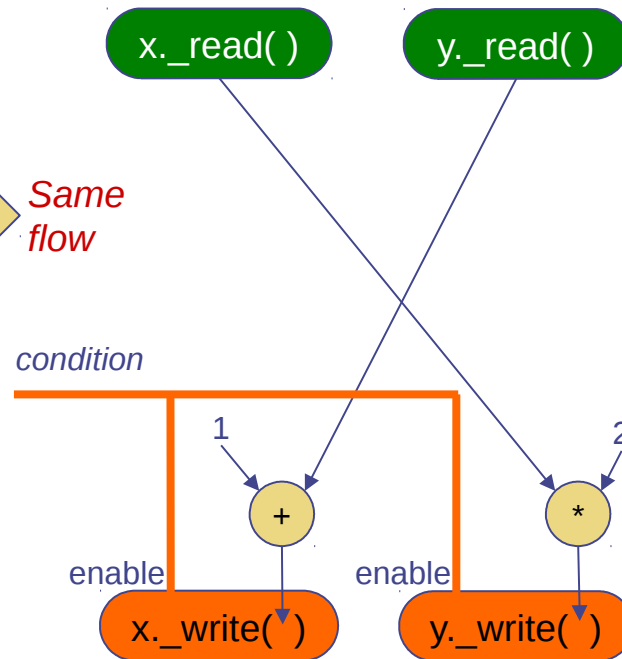 x._read( )
y._read( )
Same
flow
condition
1
2
+
*
enable
enable
x._write( )
y._write( )